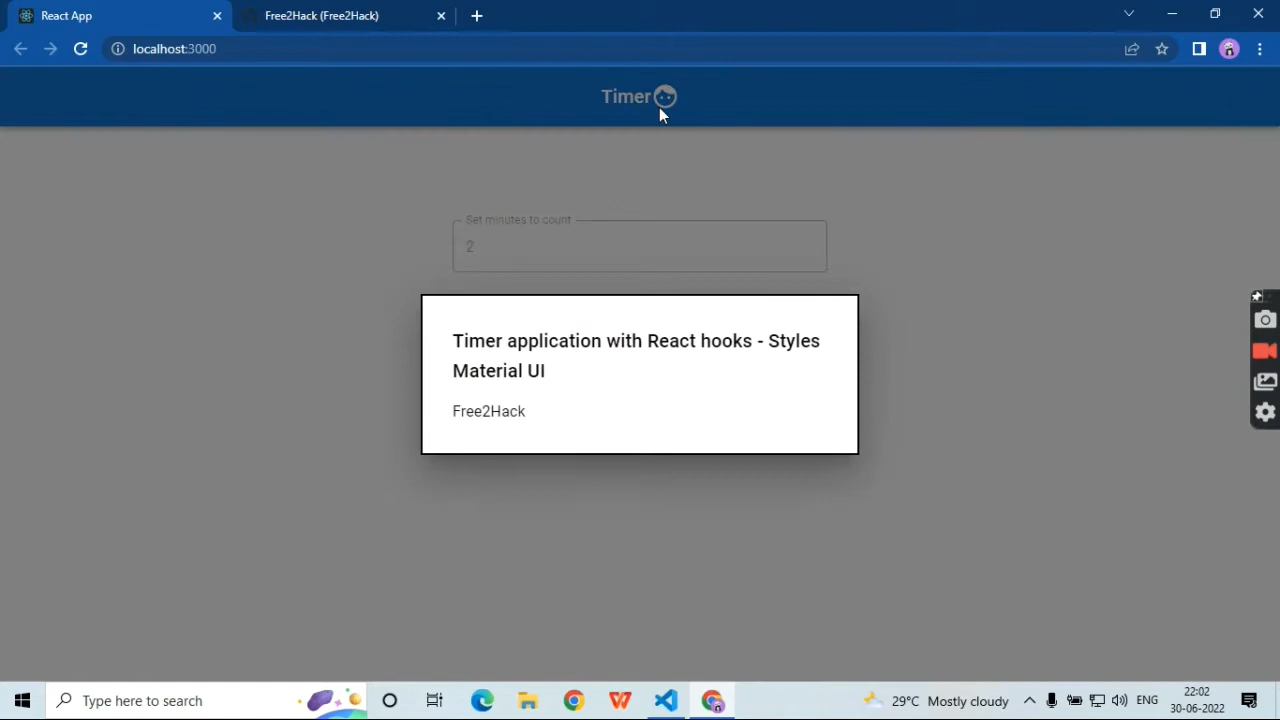 React App
Free2Hack (Free2Hack)
localhost:3000
Timer
Set minutes to count
2
Timer application with React hooks - Styles
Material UI
Free2Hack
Type here to search
29°C Mostly cloudy
ENG
22:02
30-06-2022